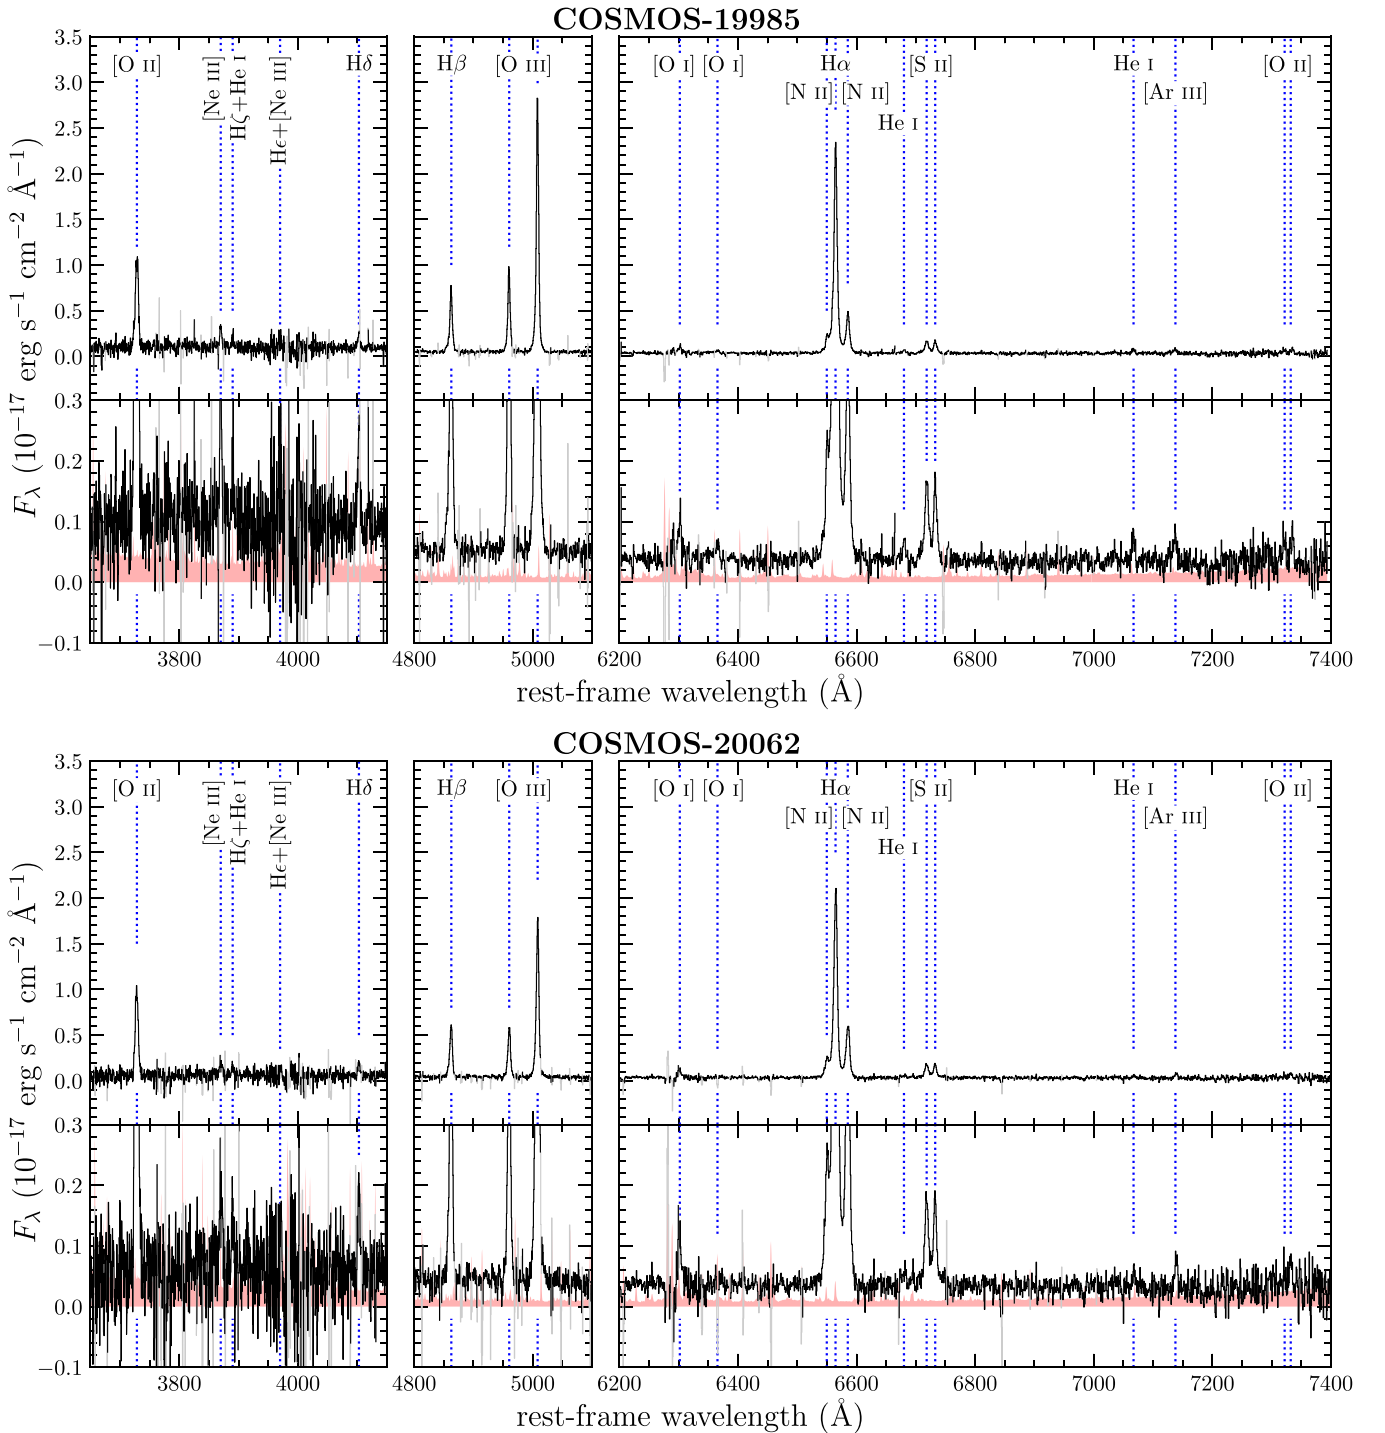 COSMOS-19985
3.5
3.0
2.5
2.0
1.5
1.0
0.5
0.0
0.3
0.2
0.1
0.0
−0.1
F_λ (10⁻¹⁷ erg s⁻¹ cm⁻² Å⁻¹)
[O II]
[Ne III]
Hζ+He I
Hϵ+[Ne III]
Hδ
Hβ
[O III]
[O I] [O I]
Hα
[S II]
He I
[O II]
[N II] [N II]
[Ar III]
He I
3800 4000
4800 5000
6200 6400 6600 6800 7000 7200 7400
rest-frame wavelength (Å)
COSMOS-20062
3.5
3.0
2.5
2.0
1.5
1.0
0.5
0.0
0.3
0.2
0.1
0.0
−0.1
F_λ (10⁻¹⁷ erg s⁻¹ cm⁻² Å⁻¹)
[O II]
[Ne III]
Hζ+He I
Hϵ+[Ne III]
Hδ
Hβ
[O III]
[O I] [O I]
Hα
[S II]
He I
[O II]
[N II] [N II]
[Ar III]
He I
3800 4000
4800 5000
6200 6400 6600 6800 7000 7200 7400
rest-frame wavelength (Å)